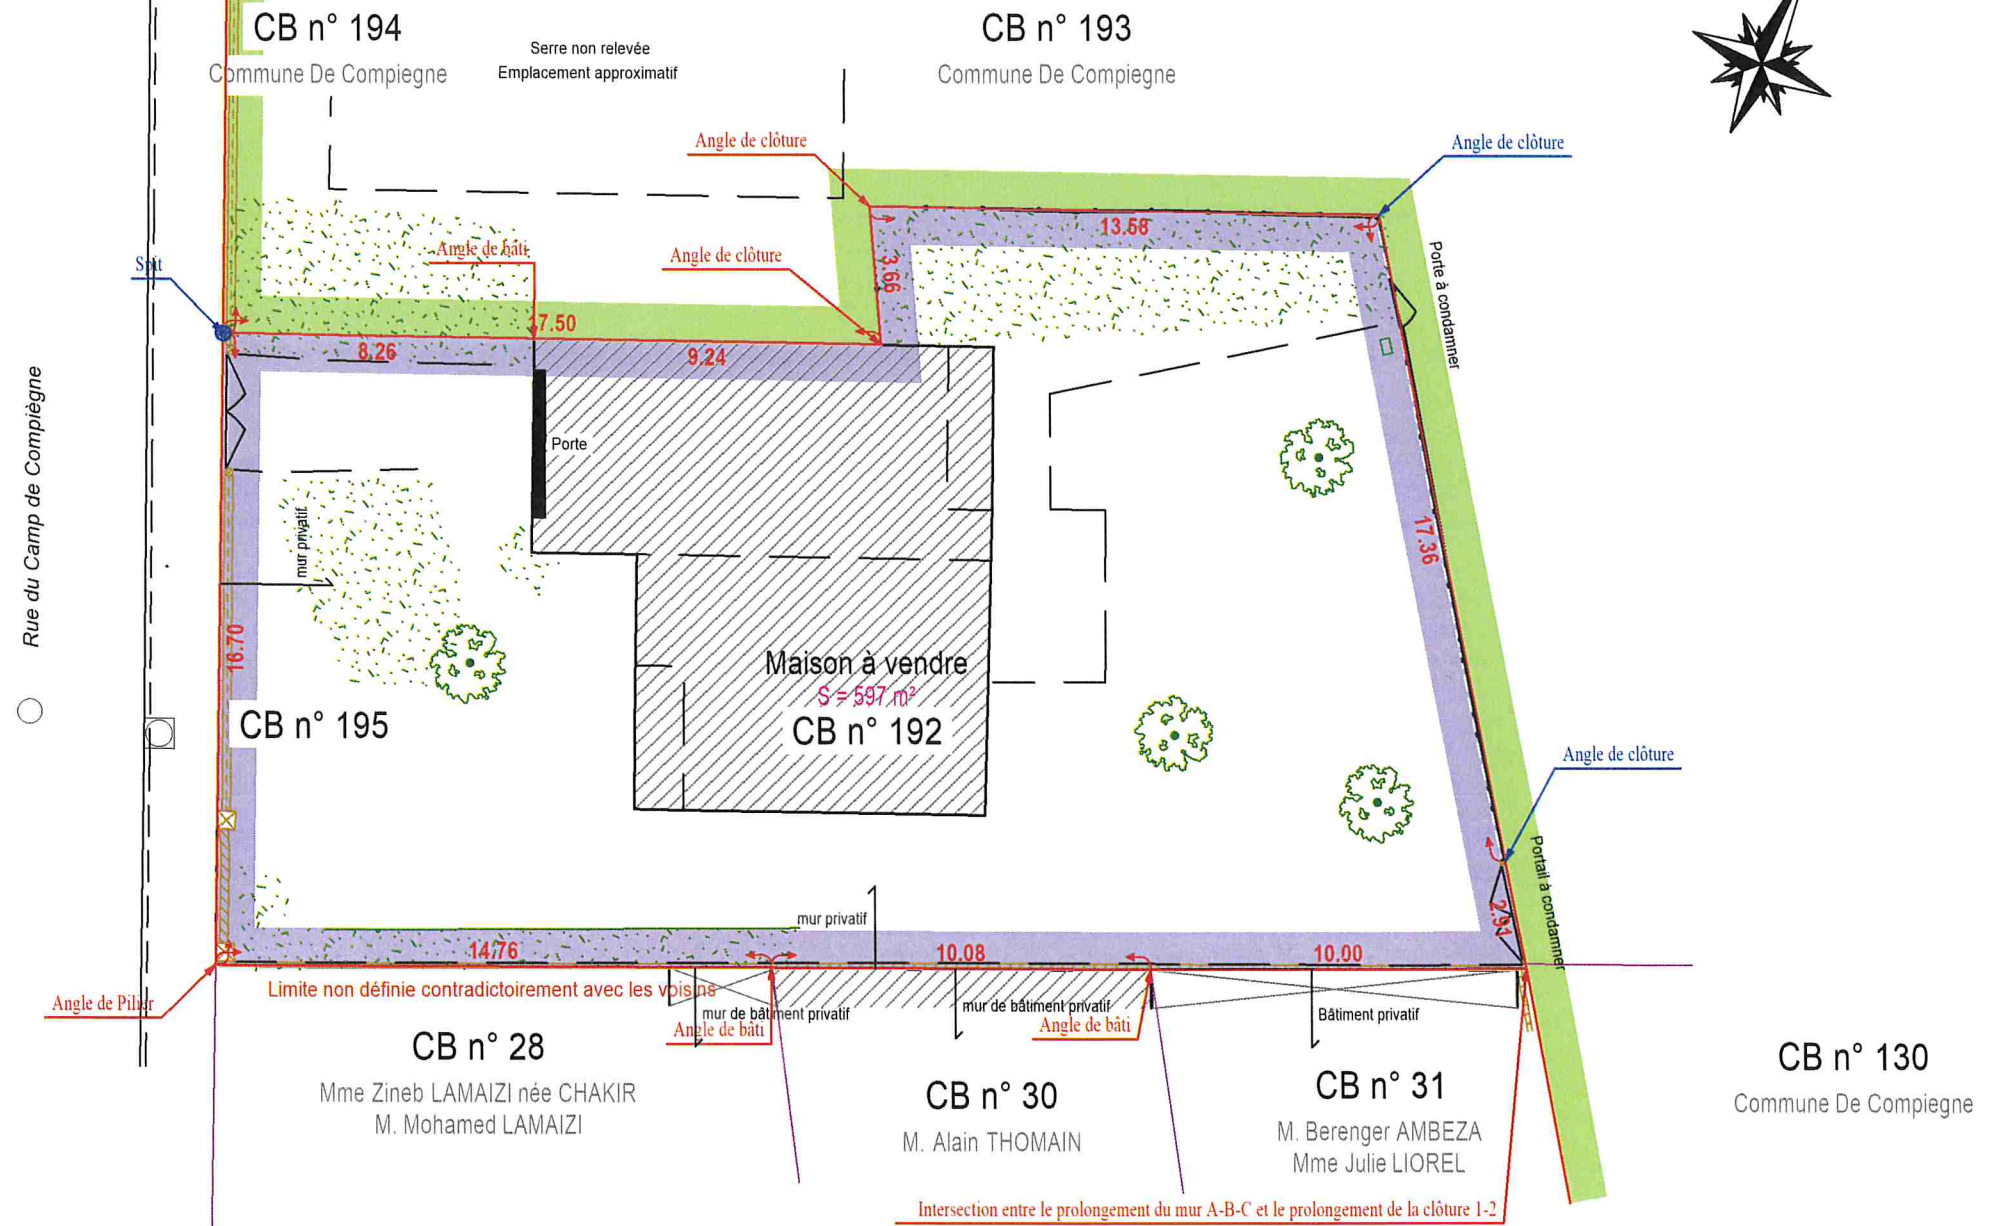 CB n° 194
Commune De Compiegne
Serre non relevée
Emplacement approximatif
CB n° 193
Commune De Compiegne
Angle de clôture
Angle de clôture
Angle de bâti
Angle de clôture
Spit
13.58
3.66
Porte à condamner
17.50
8.26
9.24
Rue du Camp de Compiègne
Porte
mur privatif
17.36
16.70
Maison à vendre
S = 597 m²
CB n° 195
CB n° 192
Angle de clôture
Portail à condamner
2.91
mur privatif
14.76
10.08
10.00
Limite non définie contradictoirement avec les voisins
Angle de Pilier
mur de bâtiment privatif
mur de bâtiment privatif
Bâtiment privatif
Angle de bâti
Angle de bâti
CB n° 28
Mme Zineb LAMAIZI née CHAKIR
M. Mohamed LAMAIZI
CB n° 30
M. Alain THOMAIN
CB n° 31
M. Berenger AMBEZA
Mme Julie LIOREL
CB n° 130
Commune De Compiegne
Intersection entre le prolongement du mur A-B-C et le prolongement de la clôture 1-2